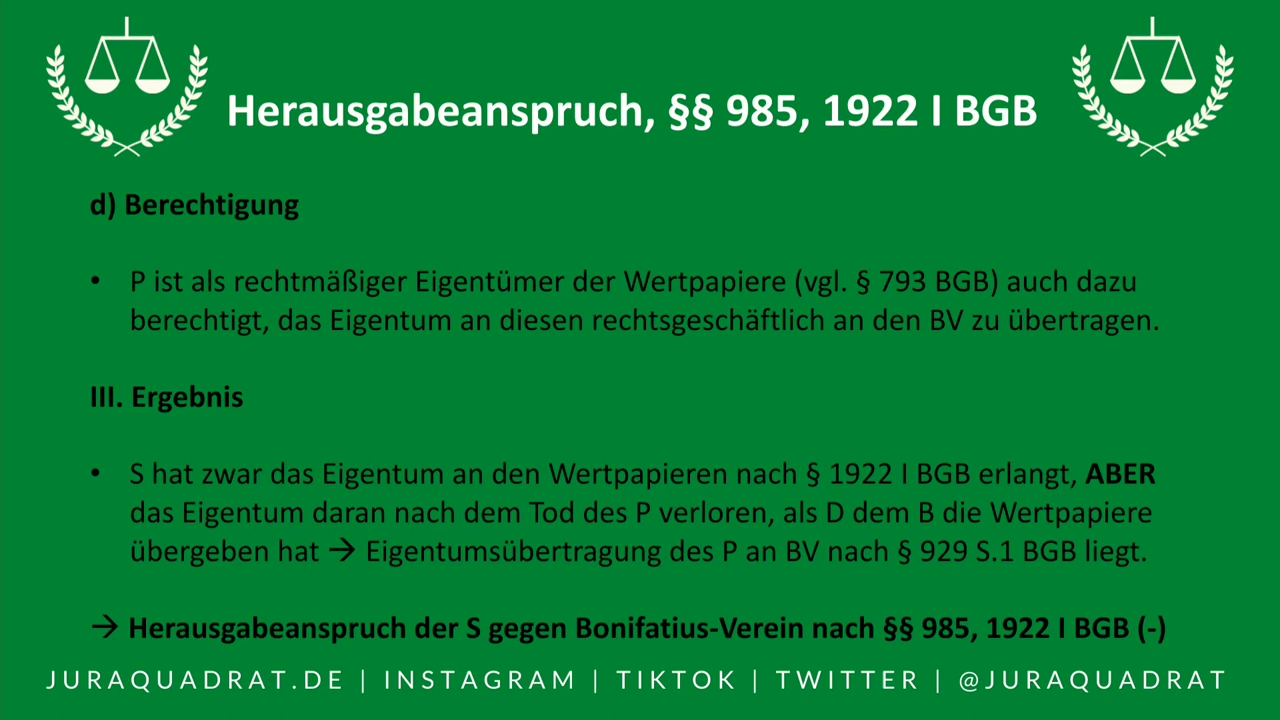 Herausgabeanspruch, §§ 985, 1922 I BGB
d) Berechtigung
• P ist als rechtmäßiger Eigentümer der Wertpapiere (vgl. § 793 BGB) auch dazu
berechtigt, das Eigentum an diesen rechtsgeschäftlich an den BV zu übertragen.
III. Ergebnis
• S hat zwar das Eigentum an den Wertpapieren nach § 1922 I BGB erlangt, ABER
das Eigentum daran nach dem Tod des P verloren, als D dem B die Wertpapiere
übergeben hat → Eigentumsübertragung des P an BV nach § 929 S.1 BGB liegt.
→ Herausgabeanspruch der S gegen Bonifatius-Verein nach §§ 985, 1922 I BGB (-)
JURAQUADRAT.DE | INSTAGRAM | TIKTOK | TWITTER | @JURAQUADRAT